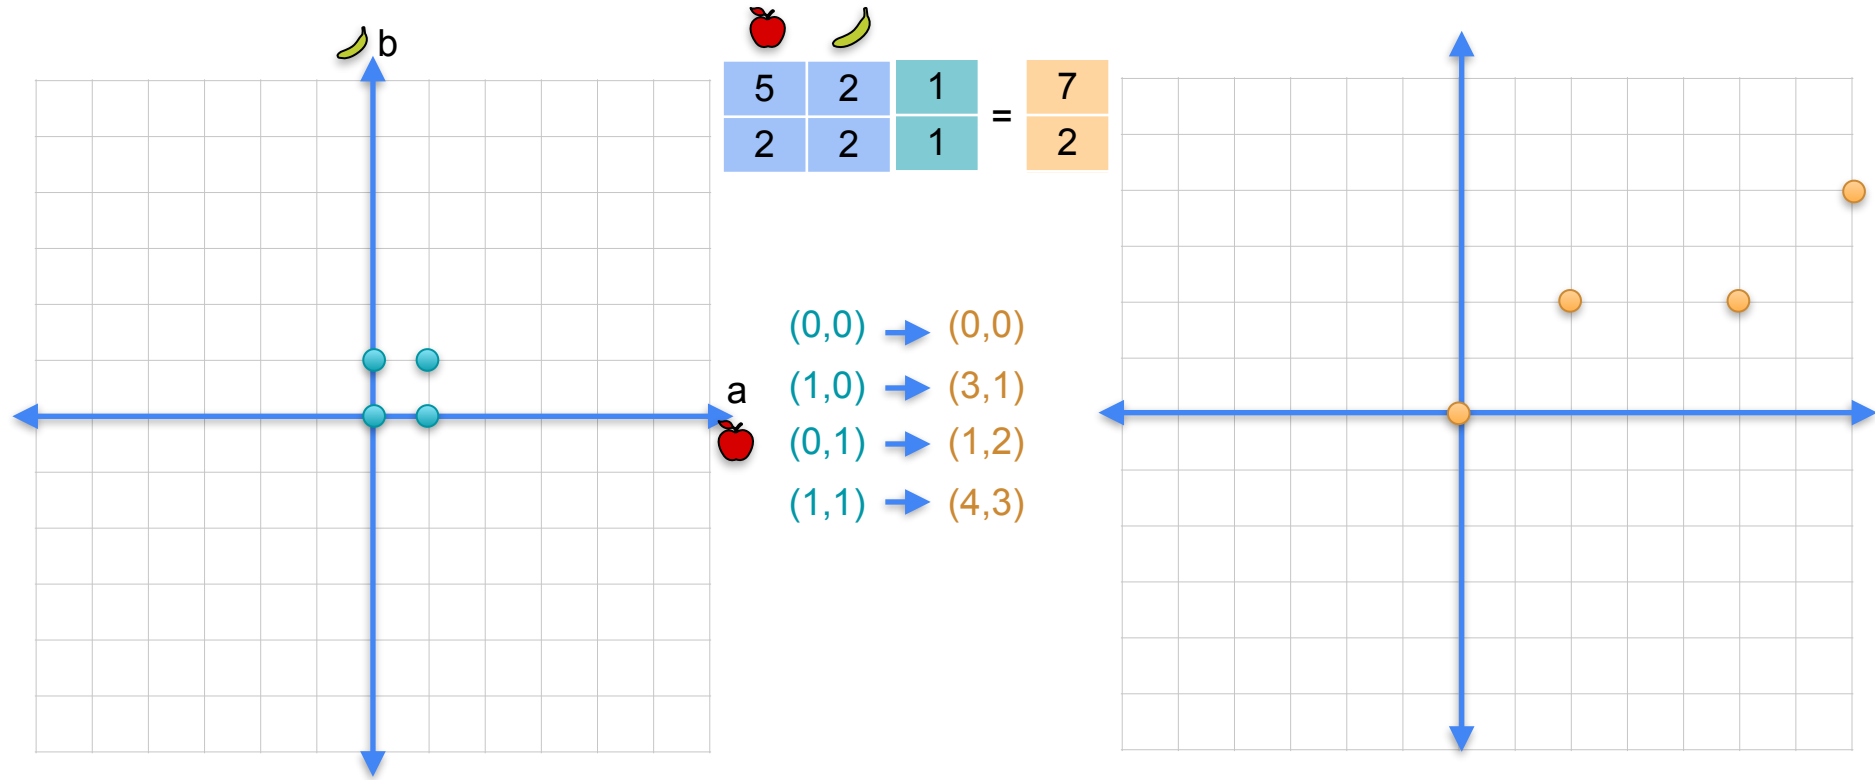 b
5 2 1 = 7
2 2 1 2
(0,0) (0,0)
a
(1,0) (3,1)
(0,1) (1,2)
(1,1) (4,3)